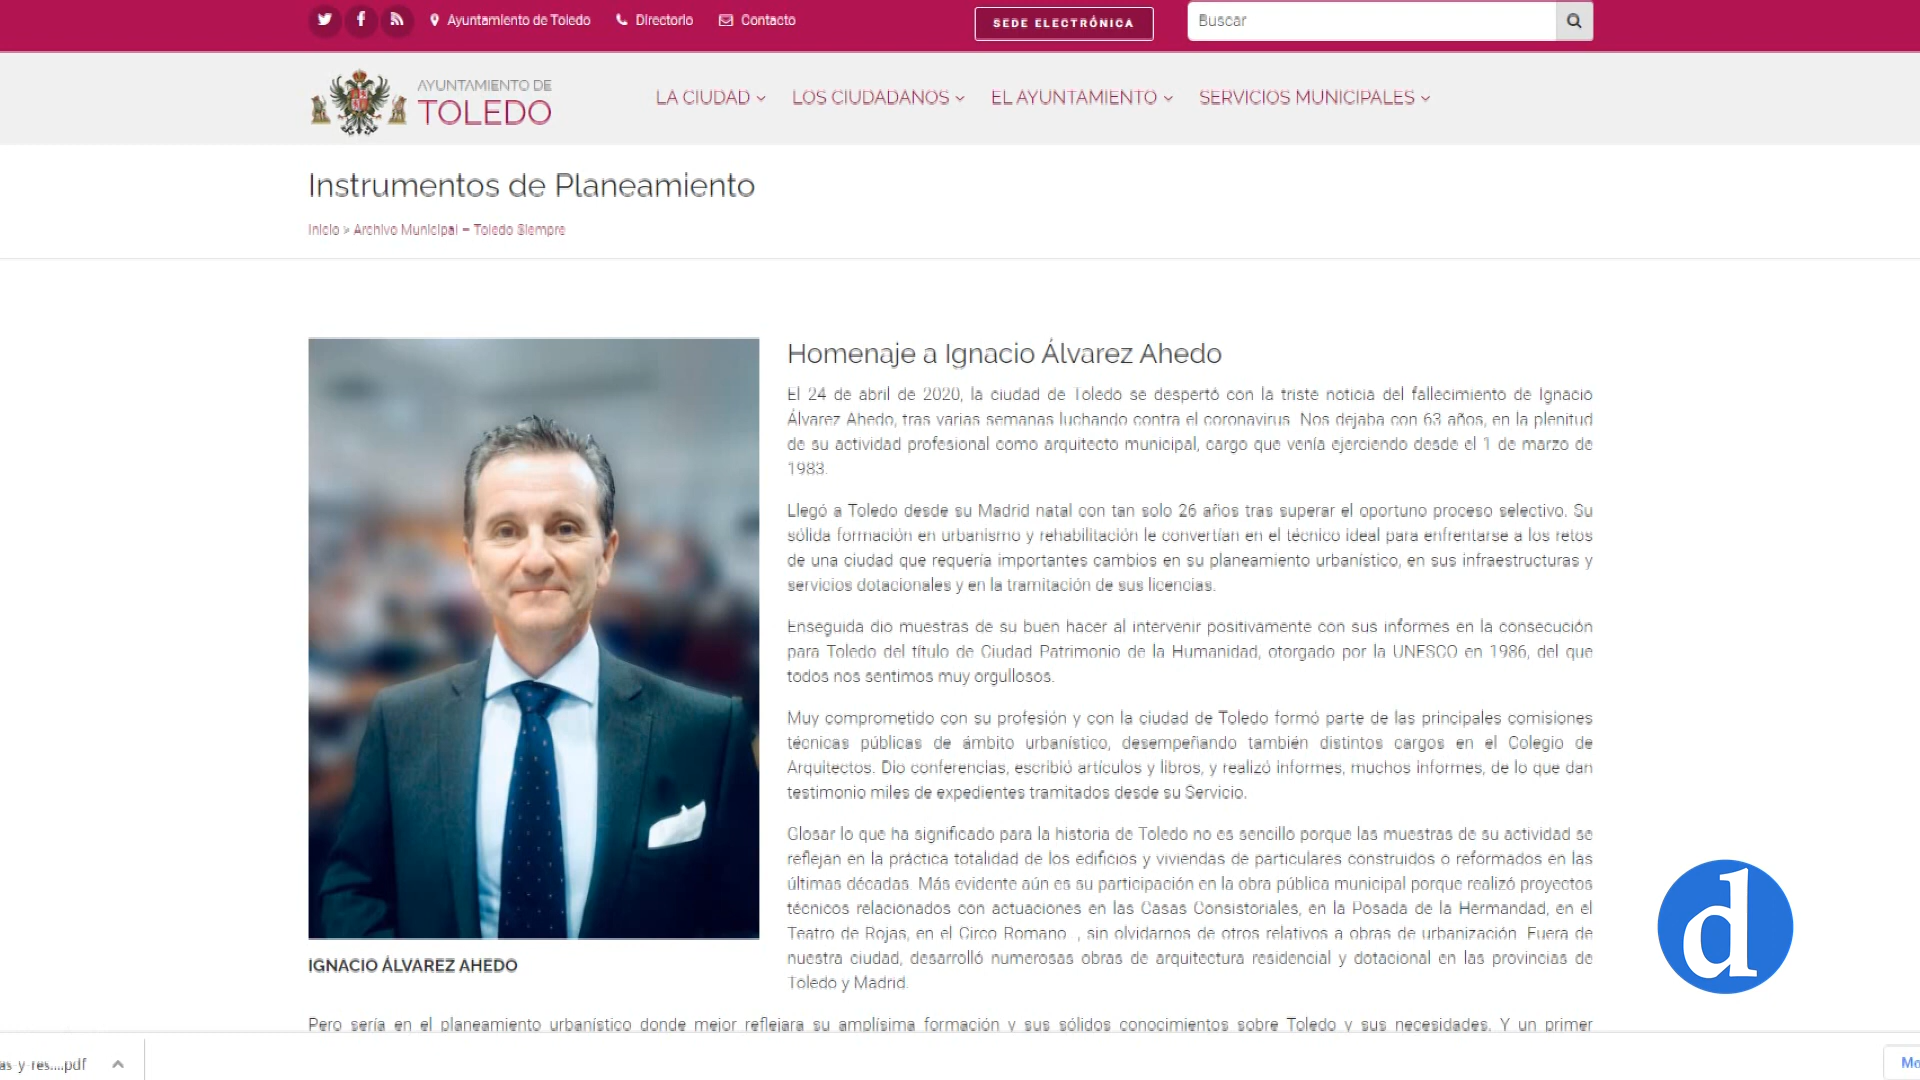 Ayuntamiento de Toledo Directorio Contacto SEDE ELECTRÓNICA Buscar
AYUNTAMIENTO DE
TOLEDO
LA CIUDAD LOS CIUDADANOS EL AYUNTAMIENTO SERVICIOS MUNICIPALES
Instrumentos de Planeamiento
Inicio » Archivo Municipal – Toledo Siempre
Homenaje a Ignacio Álvarez Ahedo
El 24 de abril de 2020, la ciudad de Toledo se despertó con la triste noticia del fallecimiento de Ignacio
Álvarez Ahedo, tras varias semanas luchando contra el coronavirus. Nos dejaba con 63 años, en la plenitud
de su actividad profesional como arquitecto municipal, cargo que venía ejerciendo desde el 1 de marzo de
1983.
Llegó a Toledo desde su Madrid natal con tan solo 26 años tras superar el oportuno proceso selectivo. Su
sólida formación en urbanismo y rehabilitación le convertían en el técnico ideal para enfrentarse a los retos
de una ciudad que requería importantes cambios en su planeamiento urbanístico, en sus infraestructuras y
servicios dotacionales y en la tramitación de sus licencias.
Enseguida dio muestras de su buen hacer al intervenir positivamente con sus informes en la consecución
para Toledo del título de Ciudad Patrimonio de la Humanidad, otorgado por la UNESCO en 1986, del que
todos nos sentimos muy orgullosos.
Muy comprometido con su profesión y con la ciudad de Toledo formó parte de las principales comisiones
técnicas públicas de ámbito urbanístico, desempeñando también distintos cargos en el Colegio de
Arquitectos. Dio conferencias, escribió artículos y libros, y realizó informes, muchos informes, de lo que dan
testimonio miles de expedientes tramitados desde su Servicio.
Glosar lo que ha significado para la historia de Toledo no es sencillo porque las muestras de su actividad se
reflejan en la práctica totalidad de los edificios y viviendas de particulares construidos o reformados en las
últimas décadas. Más evidente aún es su participación en la obra pública municipal porque realizó proyectos
técnicos relacionados con actuaciones en las Casas Consistoriales, en la Posada de la Hermandad, en el
Teatro de Rojas, en el Circo Romano…, sin olvidarnos de otros relativos a obras de urbanización. Fuera de
nuestra ciudad, desarrolló numerosas obras de arquitectura residencial y dotacional en las provincias de
Toledo y Madrid.
IGNACIO ÁLVAREZ AHEDO
Pero sería en el planeamiento urbanístico donde mejor reflejara su amplísima formación y sus sólidos conocimientos sobre Toledo y sus necesidades. Y un primer
d
as-y-res....pdf
Mo